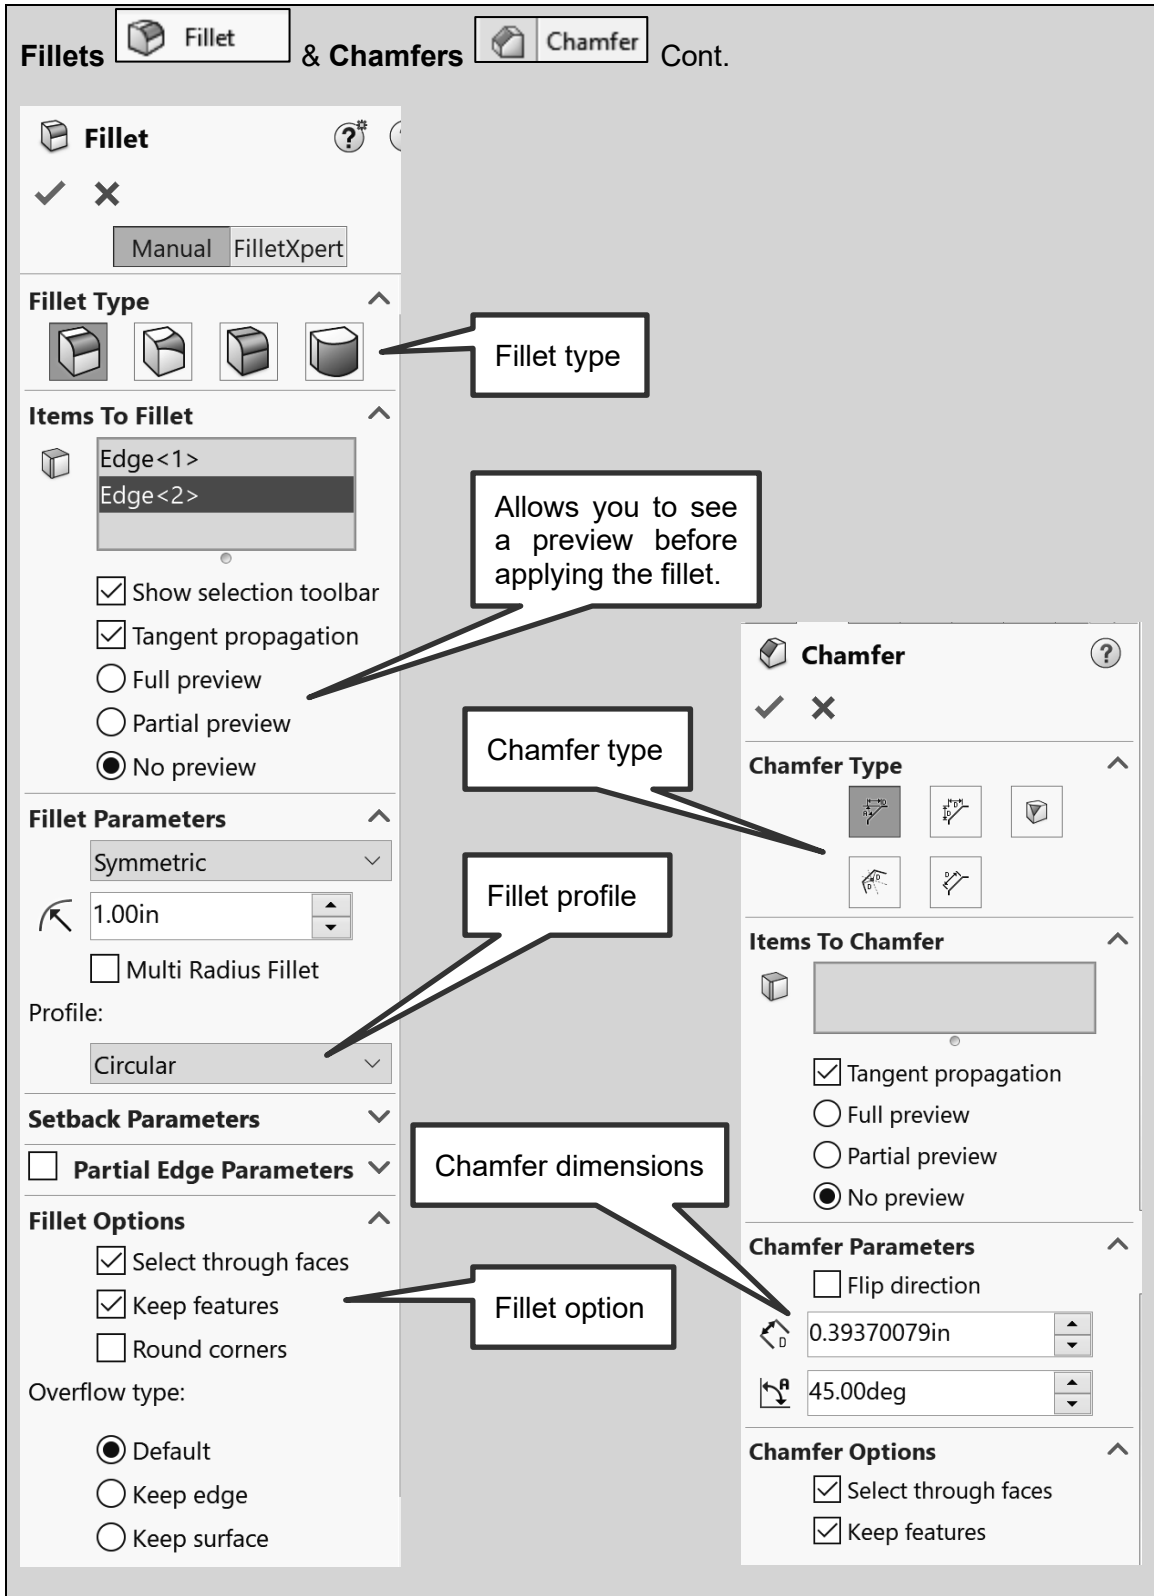 Fillets Fillet & Chamfers Chamfer Cont.
Fillet
Manual FilletXpert
Fillet Type
Fillet type
Items To Fillet
Edge<1>
Edge<2>
Allows you to see
a preview before
applying the fillet.
Show selection toolbar
Tangent propagation
Full preview
Partial preview
No preview
Fillet Parameters
Symmetric
1.00in
Multi Radius Fillet
Profile:
Circular
Fillet profile
Setback Parameters
Partial Edge Parameters
Fillet Options
Select through faces
Keep features
Round corners
Fillet option
Overflow type:
Default
Keep edge
Keep surface
Chamfer
Chamfer Type
Chamfer type
Items To Chamfer
Tangent propagation
Full preview
Partial preview
No preview
Chamfer dimensions
Chamfer Parameters
Flip direction
D
0.39370079in
A
45.00deg
Chamfer Options
Select through faces
Keep features